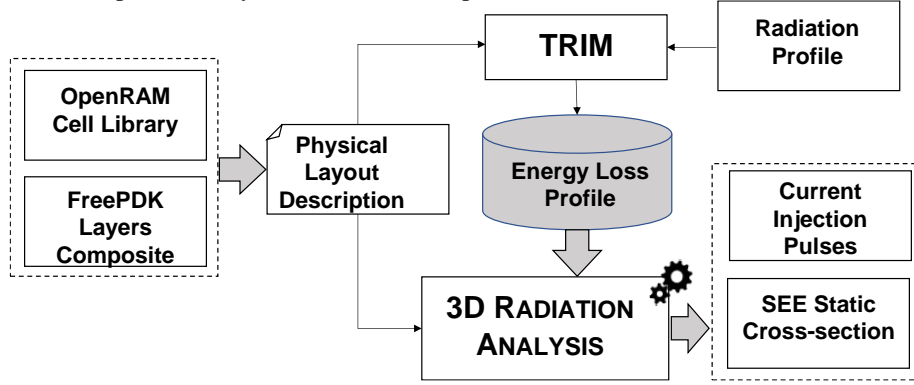 TRIM
Radiation
Profile
OpenRAM
Cell Library
FreePDK
Layers
Composite
Physical
Layout
Description
Energy Loss
Profile
3D RADIATION
ANALYSIS
Current
Injection
Pulses
SEE Static
Cross-section